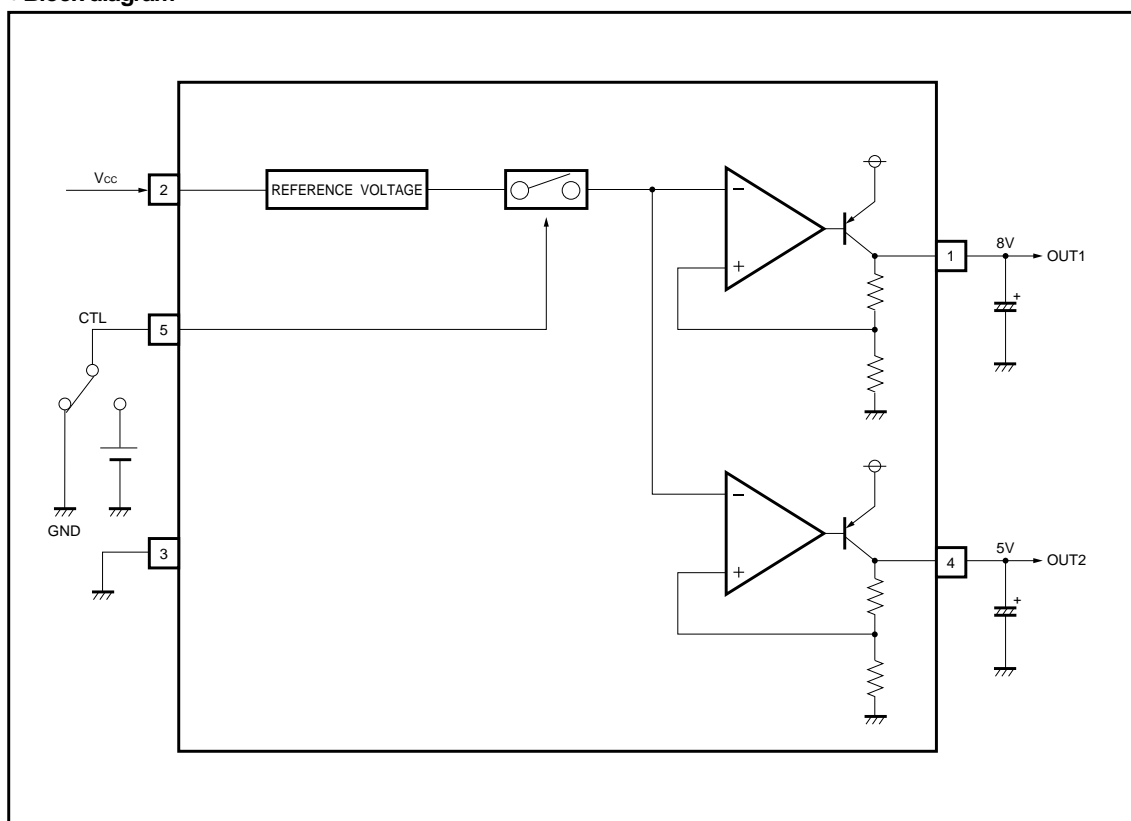 Block diagram
VCC
2
REFERENCE VOLTAGE
−
+
1
8V
OUT1
+
CTL
5
GND
3
−
+
4
5V
OUT2
+